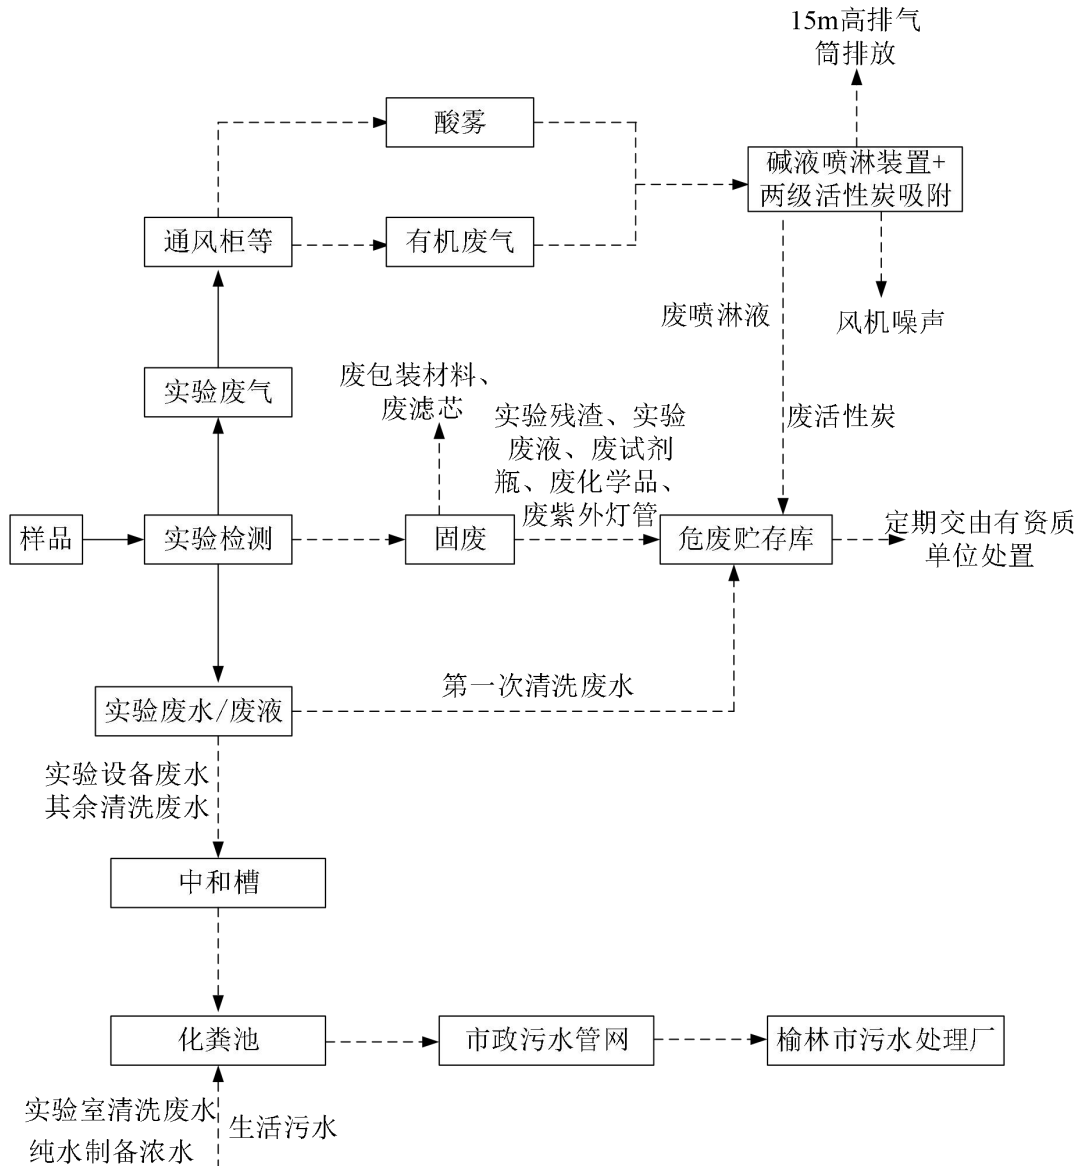 15m高排气
筒排放
酸雾
碱液喷淋装置+
两级活性炭吸附
通风柜等
有机废气
废喷淋液
风机噪声
实验废气
废包装材料、
废滤芯
实验残渣、实验
废液、废试剂
瓶、废化学品、
废紫外灯管
废活性炭
样品
实验检测
固废
危废贮存库
定期交由有资质
单位处置
第一次清洗废水
实验废水/废液
实验设备废水
其余清洗废水
中和槽
化粪池
市政污水管网
榆林市污水处理厂
实验室清洗废水
纯水制备浓水
生活污水